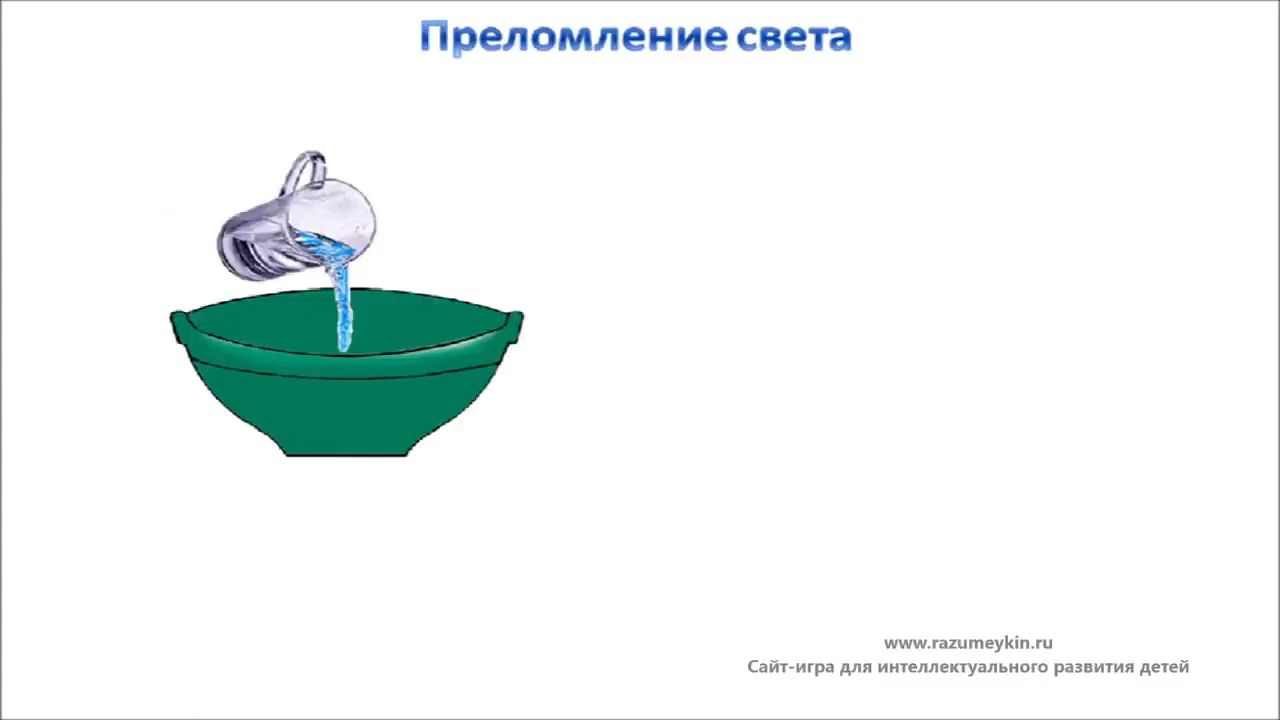 Преломление света
www.razumeykin.ru
Сайт-игра для интеллектуального развития детей